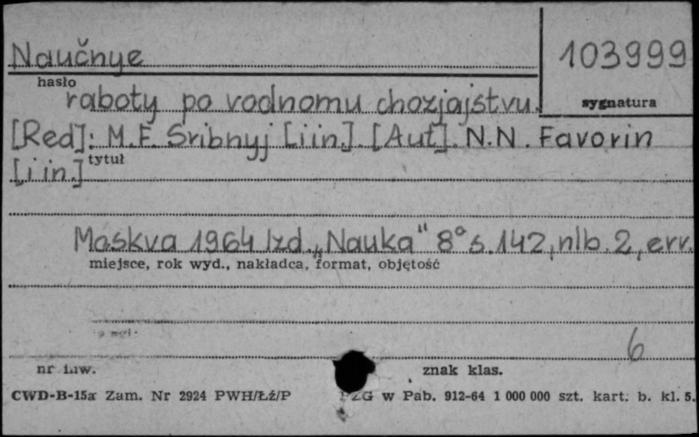 Naučnye 103999
hasło
raboty po vodnomu chozjajstvu. sygnatura
[Red]: M.F. Sribnyj [i in.]. [Aut]. N.N. Favorin
tytuł
[i in.]
Moskva 1964 Izd. „Nauka" 8° s. 142, nlb. 2, err.
miejsce, rok wyd., nakładca, format, objętość
6
nr inw. znak klas.
CWD-B-15a Zam. Nr 2924 PWH/Łź/P PZG w Pab. 912-64 1 000 000 szt. kart. b. kl. 5.